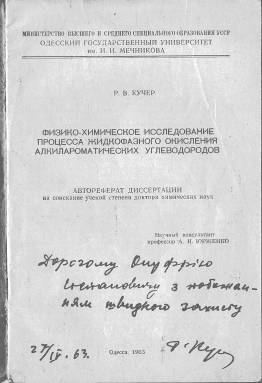 МИНИСТЕРСТВО ВЫСШЕГО И СРЕДНЕГО СПЕЦИАЛЬНОГО ОБРАЗОВАНИЯ УССР
ОДЕССКИЙ ГОСУДАРСТВЕННЫЙ УНИВЕРСИТЕТ
им. И. И. МЕЧНИКОВА
Р. В. КУЧЕР
ФИЗИКО-ХИМИЧЕСКОЕ ИССЛЕДОВАНИЕ
ПРОЦЕССА ЖИДКОФАЗНОГО ОКИСЛЕНИЯ
АЛКИЛАРОМАТИЧЕСКИХ УГЛЕВОДОРОДОВ
АВТОРЕФЕРАТ ДИССЕРТАЦИИ
на соискание ученой степени доктора химических наук
Научный консультант
профессор А. И. ЮРЖЕНКО
Дорогому Онуфрію
Степановичу з побажан-
ням швидкого захисту
27/IV.63.
Одесса, 1963